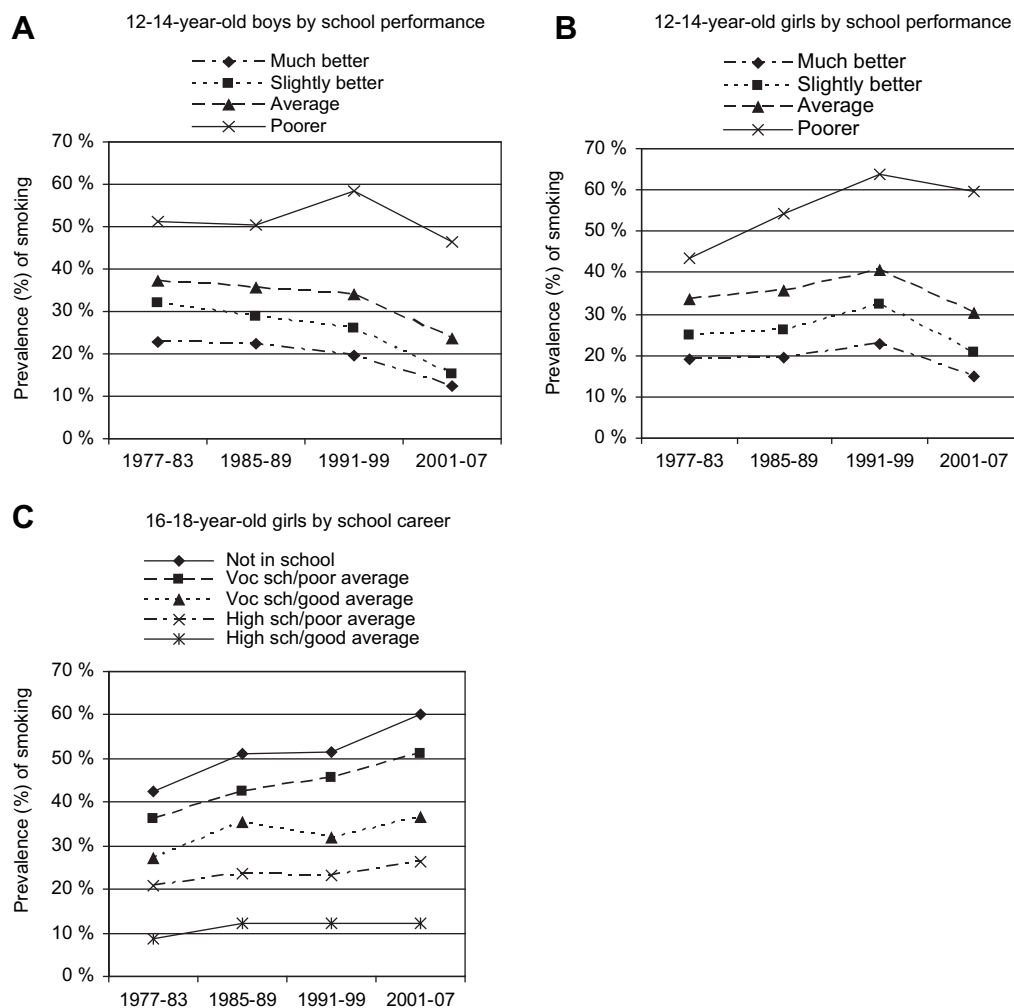 A
12-14-year-old boys by school performance
Much better
Slightly better
Average
Poorer
Prevalence (%) of smoking
70 %
60 %
50 %
40 %
30 %
20 %
10 %
0 %
1977-83 1985-89 1991-99 2001-07
B
12-14-year-old girls by school performance
Much better
Slightly better
Average
Poorer
Prevalence (%) of smoking
70 %
60 %
50 %
40 %
30 %
20 %
10 %
0 %
1977-83 1985-89 1991-99 2001-07
C
16-18-year-old girls by school career
Not in school
Voc sch/poor average
Voc sch/good average
High sch/poor average
High sch/good average
Prevalence (%) of smoking
70 %
60 %
50 %
40 %
30 %
20 %
10 %
0 %
1977-83 1985-89 1991-99 2001-07